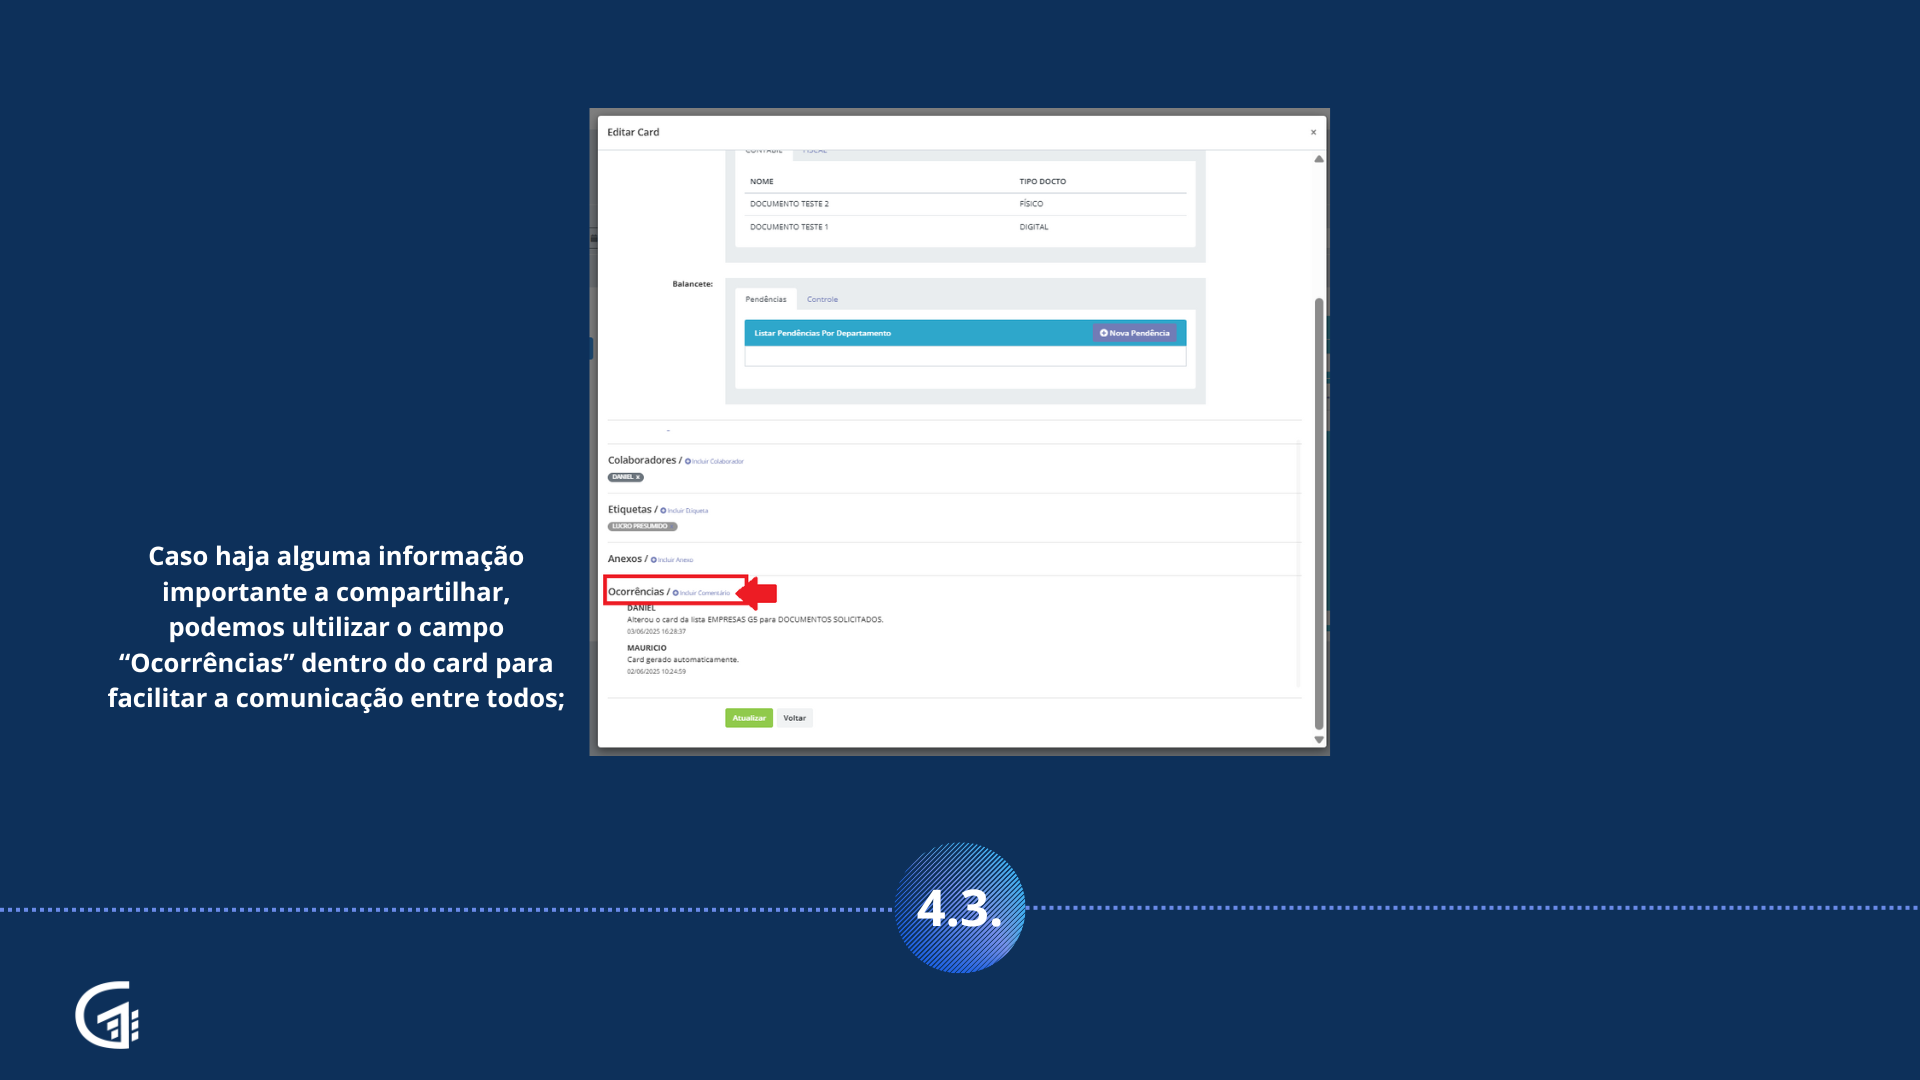 Editar Card
×
CONTÁBIL FISCAL
NOME TIPO DOCTO
DOCUMENTO TESTE 2 FÍSICO
DOCUMENTO TESTE 1 DIGITAL
Balancete:
Pendências Controle
Listar Pendências Por Departamento Nova Pendência
-
Colaboradores / Incluir Colaborador
DANIEL x
Etiquetas / Incluir Etiqueta
LUCRO PRESUMIDO
Anexos / Incluir Anexo
Ocorrências / Incluir Comentário
DANIEL
Alterou o card da lista EMPRESAS G5 para DOCUMENTOS SOLICITADOS.
03/06/2025 16:28:37
MAURICIO
Card gerado automaticamente.
02/06/2025 10:24:59
Atualizar Voltar
Caso haja alguma informação
importante a compartilhar,
podemos ultilizar o campo
“Ocorrências” dentro do card para
facilitar a comunicação entre todos;
4.3.